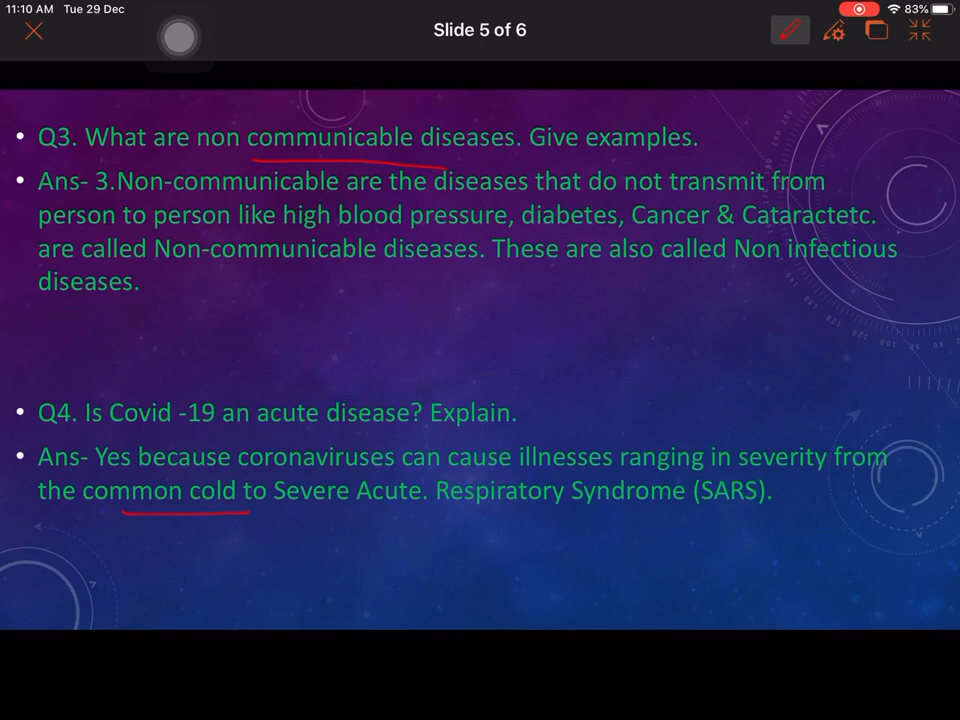 11:10 AM Tue 29 Dec
83%
Slide 5 of 6
• Q3. What are non communicable diseases. Give examples.
• Ans- 3.Non-communicable are the diseases that do not transmit from
person to person like high blood pressure, diabetes, Cancer & Cataractetc.
are called Non-communicable diseases. These are also called Non infectious
diseases.
• Q4. Is Covid -19 an acute disease? Explain.
• Ans- Yes because coronaviruses can cause illnesses ranging in severity from
the common cold to Severe Acute. Respiratory Syndrome (SARS).